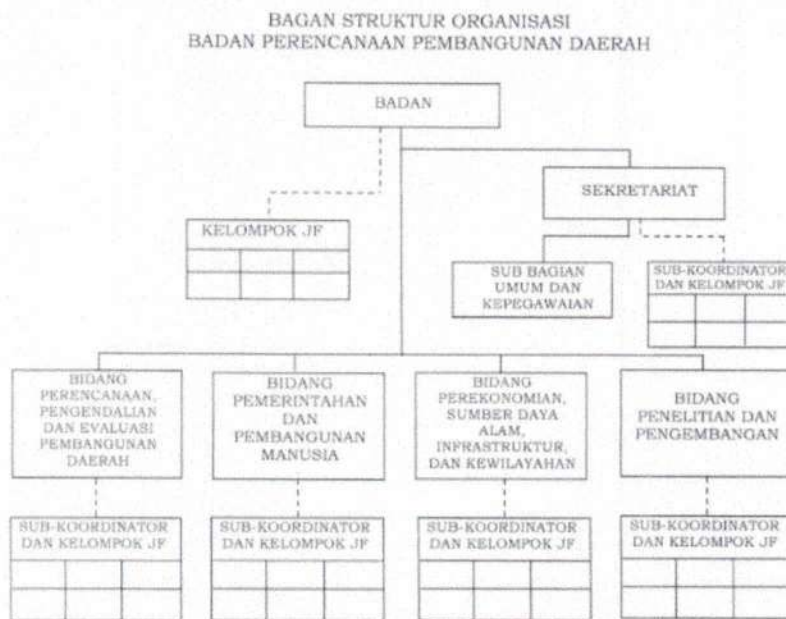 BAGAN STRUKTUR ORGANISASI
BADAN PERENCANAAN PEMBANGUNAN DAERAH
BADAN
SEKRETARIAT
KELOMPOK JF
SUB BAGIAN
UMUM DAN
KEPEGAWAIAN
SUB-KOORDINATOR
DAN KELOMPOK JF
BIDANG
PERENCANAAN,
PENGENDALIAN
DAN EVALUASI
PEMBANGUNAN
DAERAH
BIDANG
PEMERINTAHAN
DAN
PEMBANGUNAN
MANUSIA
BIDANG
PEREKONOMIAN,
SUMBER DAYA
ALAM,
INFRASTRUKTUR,
DAN KEWILAYAHAN
BIDANG
PENELITIAN DAN
PENGEMBANGAN
SUB-KOORDINATOR
DAN KELOMPOK JF
SUB-KOORDINATOR
DAN KELOMPOK JF
SUB-KOORDINATOR
DAN KELOMPOK JF
SUB-KOORDINATOR
DAN KELOMPOK JF